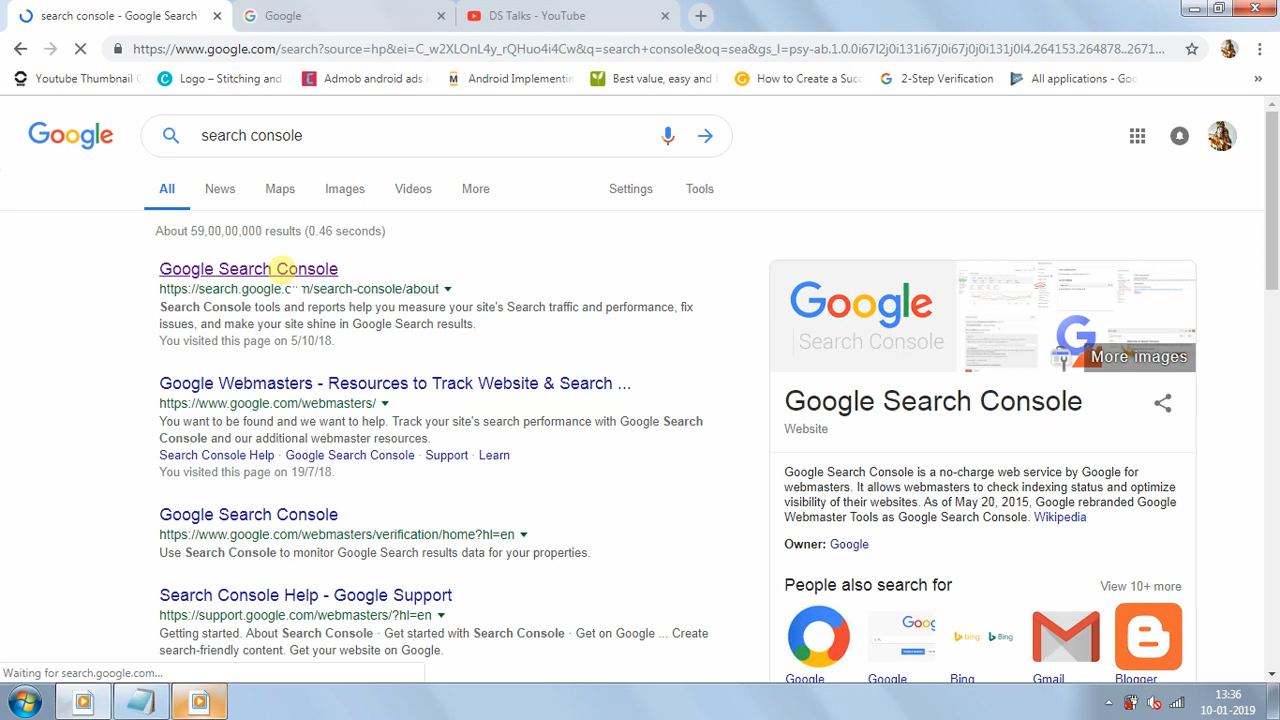 search console - Google Search
Google
DS Talks - YouTube
https://www.google.com/search?source=hp&ei=C_w2XLOnL4y_rQHuo4i4Cw&q=search+console&oq=sea&gs_l=psy-ab.1.0.0i67l2j0i131i67j0i67j0j0i131j0l4.264153.264878..2671...
Youtube Thumbnail
Logo – Stitching and
Admob android ads
Android Implementin
Best value, easy and
How to Create a Succ
2-Step Verification
All applications - Goo
Google
search console
All
News
Maps
Images
Videos
More
Settings
Tools
About 59,00,00,000 results (0.46 seconds)
Google Search Console
https://search.google.com/search-console/about
Search Console tools and reports help you measure your site's Search traffic and performance, fix
issues, and make your site shine in Google Search results.
You visited this page on 5/10/18.
Google Webmasters - Resources to Track Website & Search ...
https://www.google.com/webmasters/
You want to be found and we want to help. Track your site's search performance with Google Search
Console and our additional webmaster resources.
Search Console Help · Google Search Console · Support · Learn
You visited this page on 19/7/18.
Google Search Console
https://www.google.com/webmasters/verification/home?hl=en
Use Search Console to monitor Google Search results data for your properties.
Search Console Help - Google Support
https://support.google.com/webmasters/?hl=en
Getting started. About Search Console · Get started with Search Console · Get on Google ... Create
search-friendly content. Get your website on Google.
Google
Search Console
More images
Google Search Console
Website
Google Search Console is a no-charge web service by Google for
webmasters. It allows webmasters to check indexing status and optimize
visibility of their websites. As of May 20, 2015, Google rebranded Google
Webmaster Tools as Google Search Console. Wikipedia
Owner: Google
People also search for
View 10+ more
bing
Bing
Google
Google
Bing
Gmail
Blogger
Waiting for search.google.com...
13:36
10-01-2019